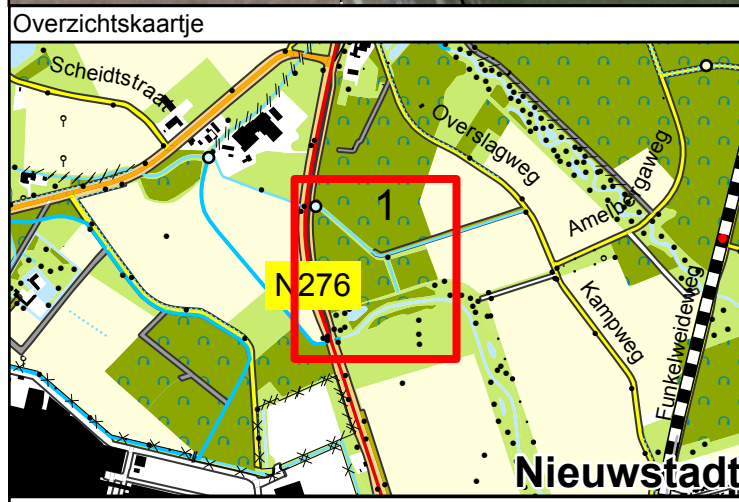 Overzichtskaartje
Scheidtstraat
Overslagweg
1
Amelbergaweg
N276
Kampweg
Funkelweideweg
Nieuwstadt